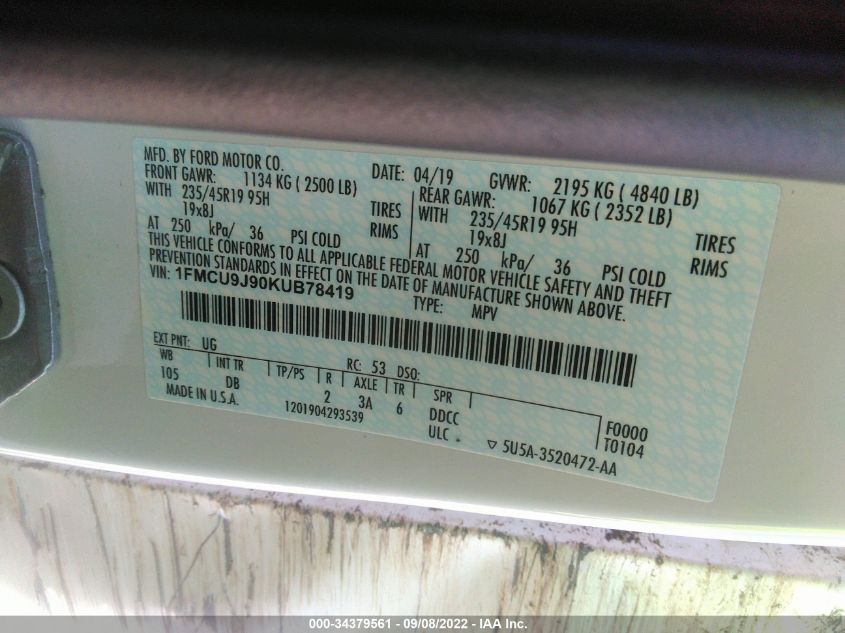 MFD. BY FORD MOTOR CO.
DATE: 04/19 GVWR: 2195 KG ( 4840 LB)
FRONT GAWR: 1134 KG ( 2500 LB)
WITH 235/45R19 95H TIRES
19x8J RIMS
AT 250 kPa/ 36 PSI COLD
REAR GAWR: 1067 KG ( 2352 LB)
WITH 235/45R19 95H TIRES
19x8J RIMS
AT 250 kPa/ 36 PSI COLD
THIS VEHICLE CONFORMS TO ALL APPLICABLE FEDERAL MOTOR VEHICLE SAFETY AND THEFT
PREVENTION STANDARDS IN EFFECT ON THE DATE OF MANUFACTURE SHOWN ABOVE.
VIN: 1FMCU9J90KUB78419
TYPE: MPV
EXT PNT: UG RC: 53 DSO:
WB INT TR TP/PS R AXLE TR SPR
105 DB 2 3A 6 DDCC
F0000
MADE IN U.S.A. 1201904293539 ULC
T0104
▽ 5U5A-3520472-AA
000-34379561 - 09/08/2022 - IAA Inc.